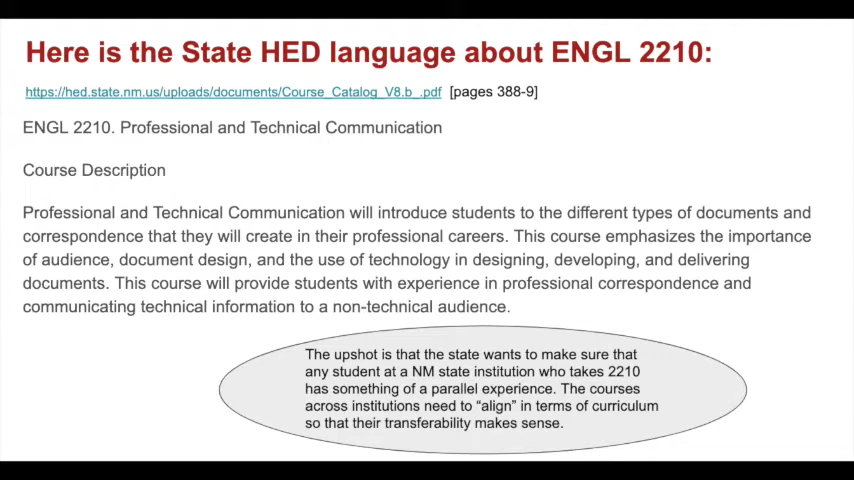 Here is the State HED language about ENGL 2210:
https://hed.state.nm.us/uploads/documents/Course_Catalog_V8.b_.pdf [pages 388-9]
ENGL 2210. Professional and Technical Communication
Course Description
Professional and Technical Communication will introduce students to the different types of documents and
correspondence that they will create in their professional careers. This course emphasizes the importance
of audience, document design, and the use of technology in designing, developing, and delivering
documents. This course will provide students with experience in professional correspondence and
communicating technical information to a non-technical audience.
The upshot is that the state wants to make sure that
any student at a NM state institution who takes 2210
has something of a parallel experience. The courses
across institutions need to “align” in terms of curriculum
so that their transferability makes sense.